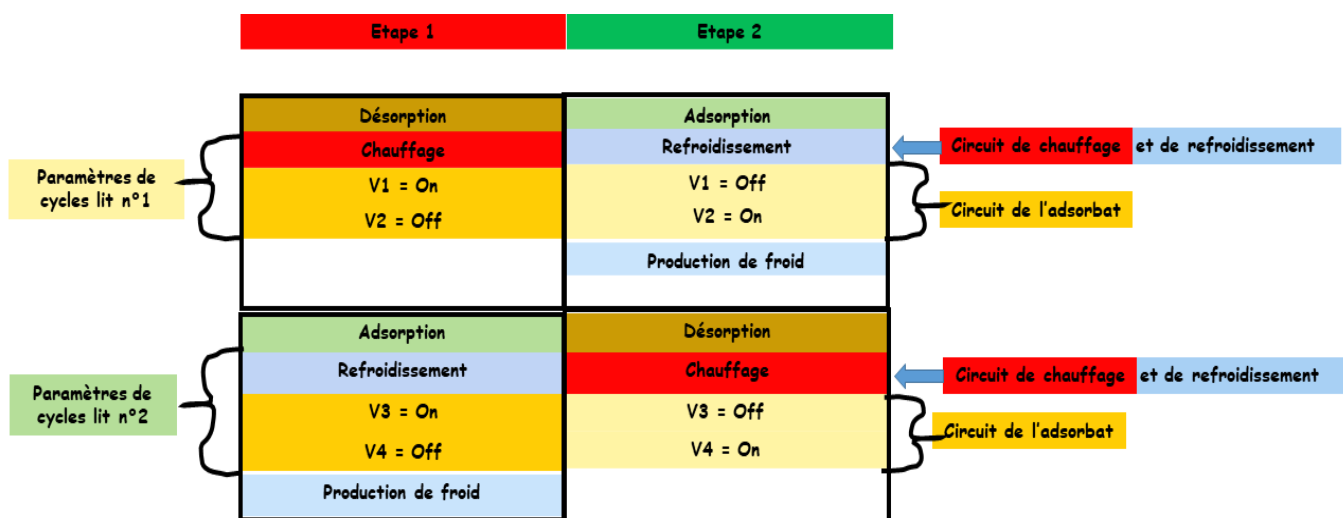 Etape 1
Etape 2
Désorption
Adsorption
Chauffage
Refroidissement
Circuit de chauffage et de refroidissement
Paramètres de
cycles lit n°1
V1 = On
V1 = Off
V2 = Off
V2 = On
Circuit de l'adsorbat
Production de froid
Adsorption
Désorption
Refroidissement
Chauffage
Circuit de chauffage et de refroidissement
Paramètres de
cycles lit n°2
V3 = On
V3 = Off
Circuit de l'adsorbat
V4 = Off
V4 = On
Production de froid